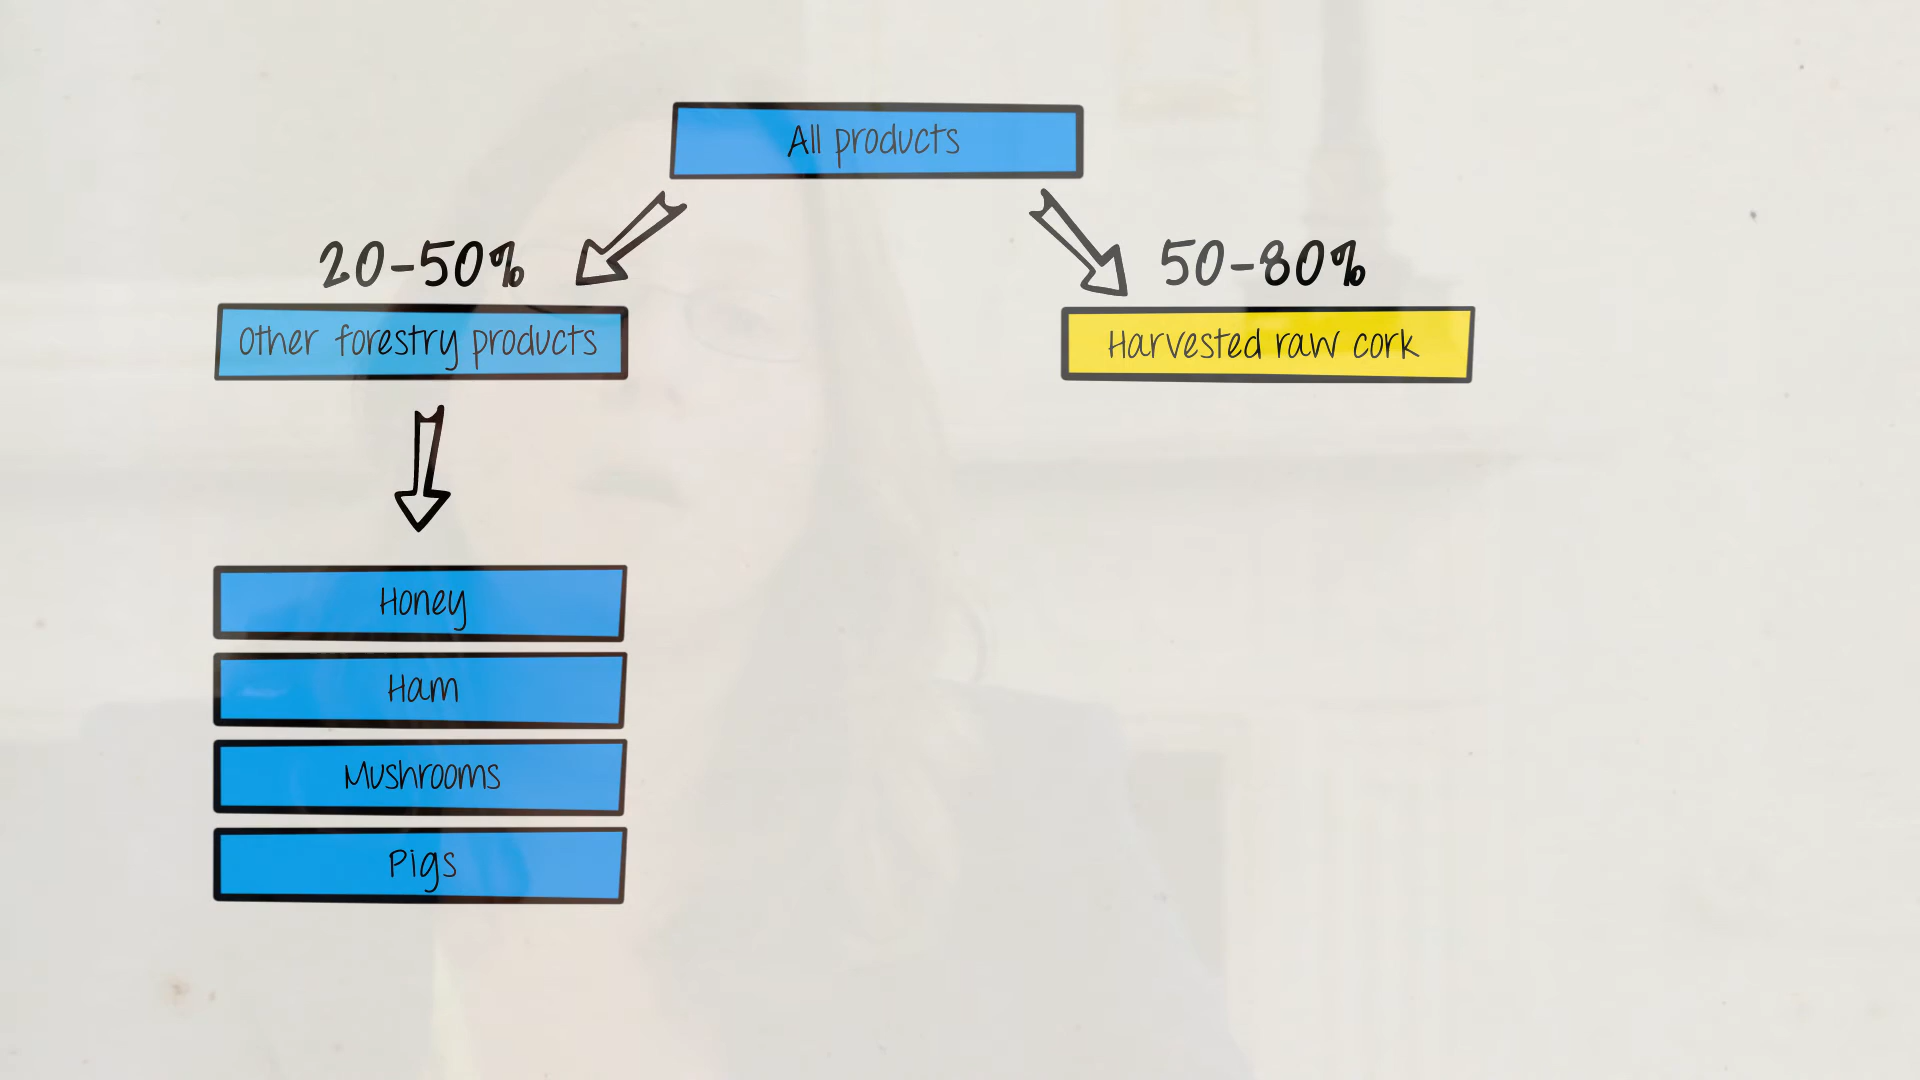 All products
20-50%
50-80%
Other forestry products
Harvested raw cork
Honey
Ham
Mushrooms
Pigs